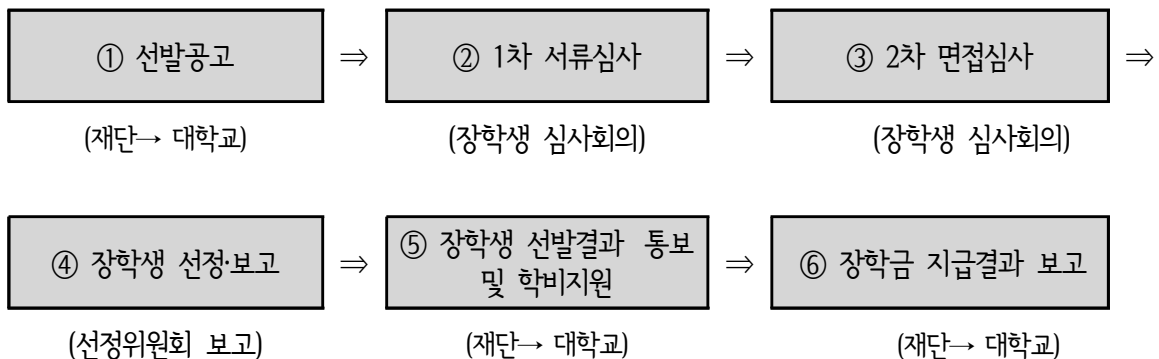 ① 선발공고 ⇒ ② 1차 서류심사 ⇒ ③ 2차 면접심사 ⇒
(재단→ 대학교) (장학생 심사회의) (장학생 심사회의)
④ 장학생 선정·보고 ⇒ ⑤ 장학생 선발결과 통보 및 학비지원 ⇒ ⑥ 장학금 지급결과 보고
(선정위원회 보고) (재단→ 대학교) (재단→ 대학교)